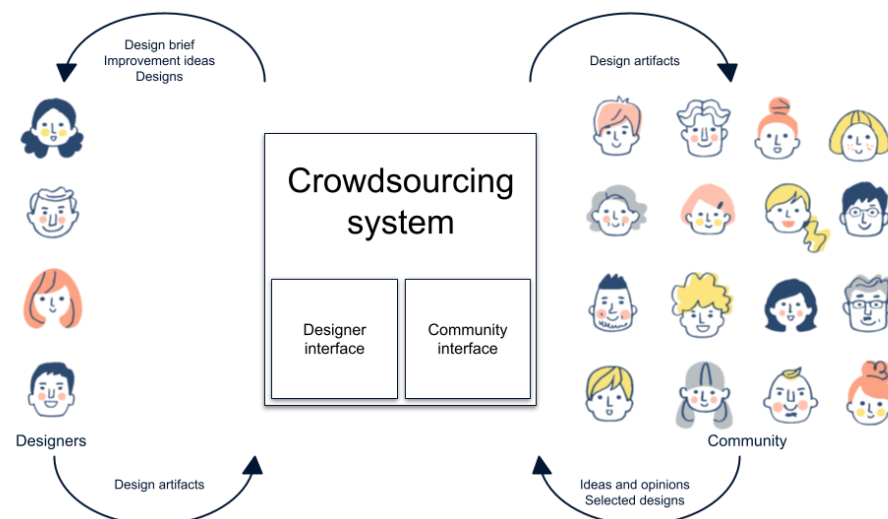 Design brief
Improvement ideas
Designs
Design artifacts
Crowdsourcing
system
Designer
interface
Community
interface
Designers
Community
Design artifacts
Ideas and opinions
Selected designs